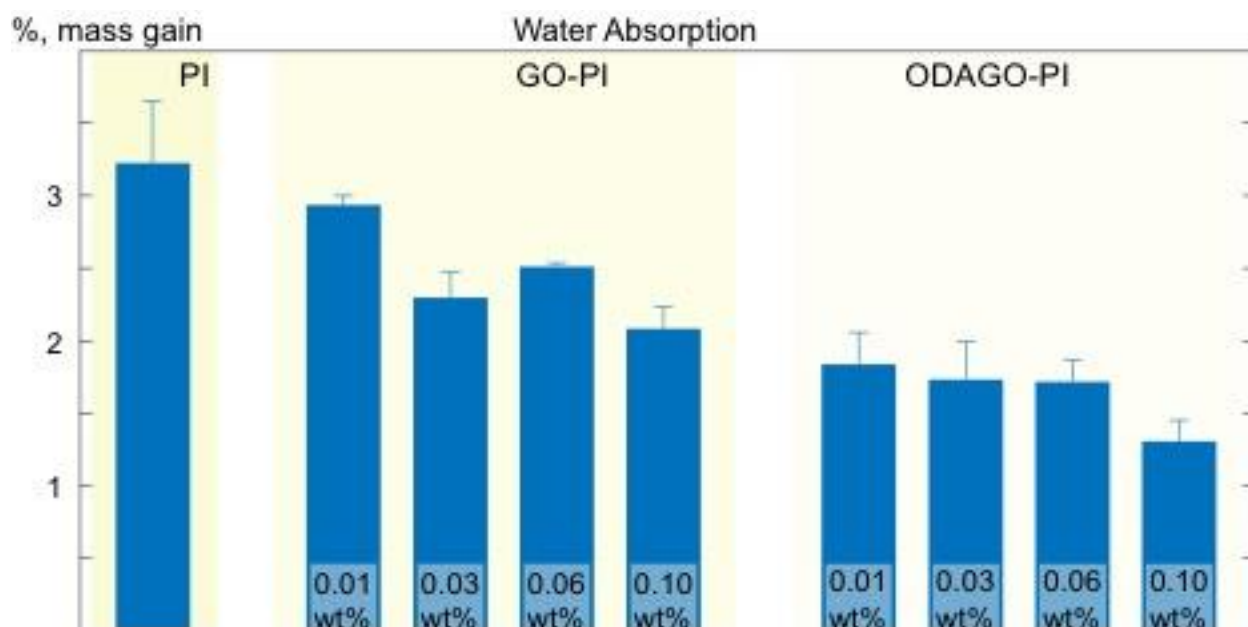 %, mass gain Water Absorption
PI GO-PI ODAGO-PI
3
2
1
0.01 0.03 0.06 0.10 0.01 0.03 0.06 0.10
wt% wt% wt% wt% wt% wt% wt% wt%